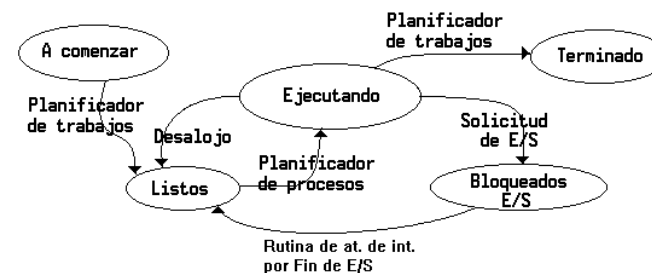 Planificador
de trabajos
A comenzar
Terminado
Ejecutando
Planificador
de trabajos
Desalojo
Solicitud
de E/S
Planificador
de procesos
Listos
Bloqueados
E/S
Rutina de at. de int.
por Fin de E/S